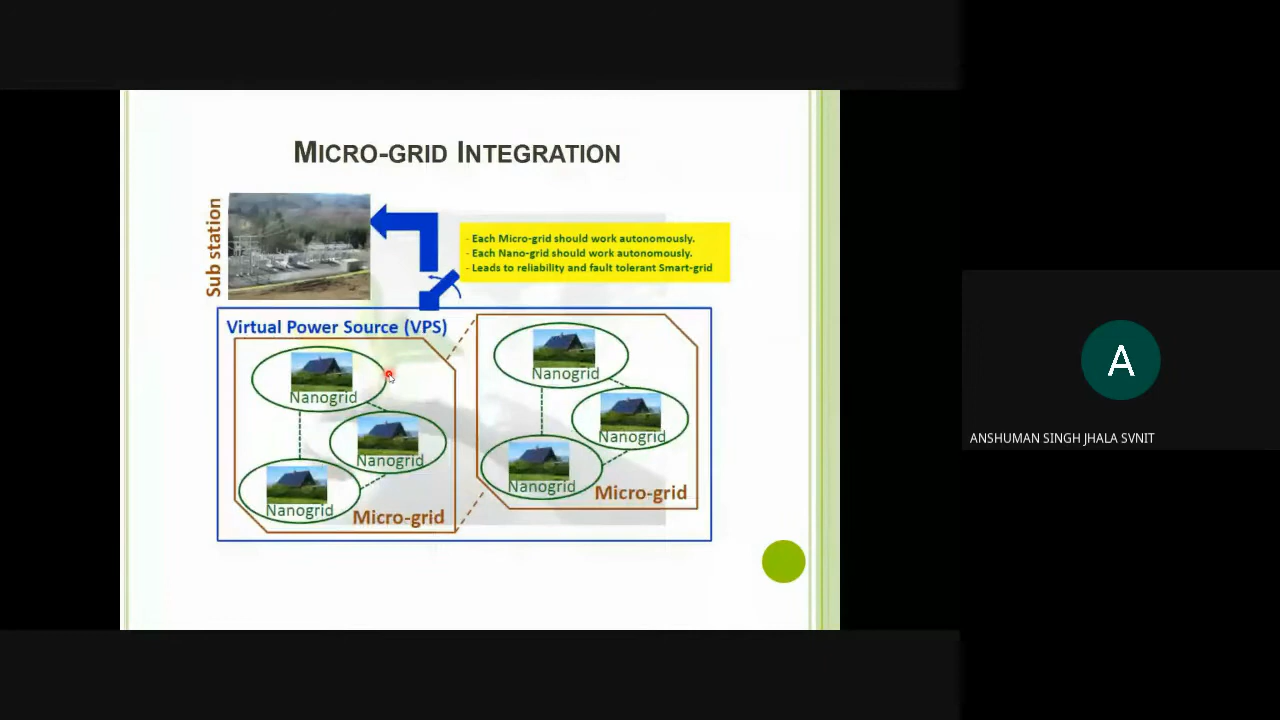 MICRO-GRID INTEGRATION
Sub station
- Each Micro-grid should work autonomously.
- Each Nano-grid should work autonomously.
- Leads to reliability and fault tolerant Smart-grid
Virtual Power Source (VPS)
Nanogrid
Nanogrid
Nanogrid
Micro-grid
Nanogrid
Nanogrid
Nanogrid
Micro-grid
A
ANSHUMAN SINGH JHALA SVNIT